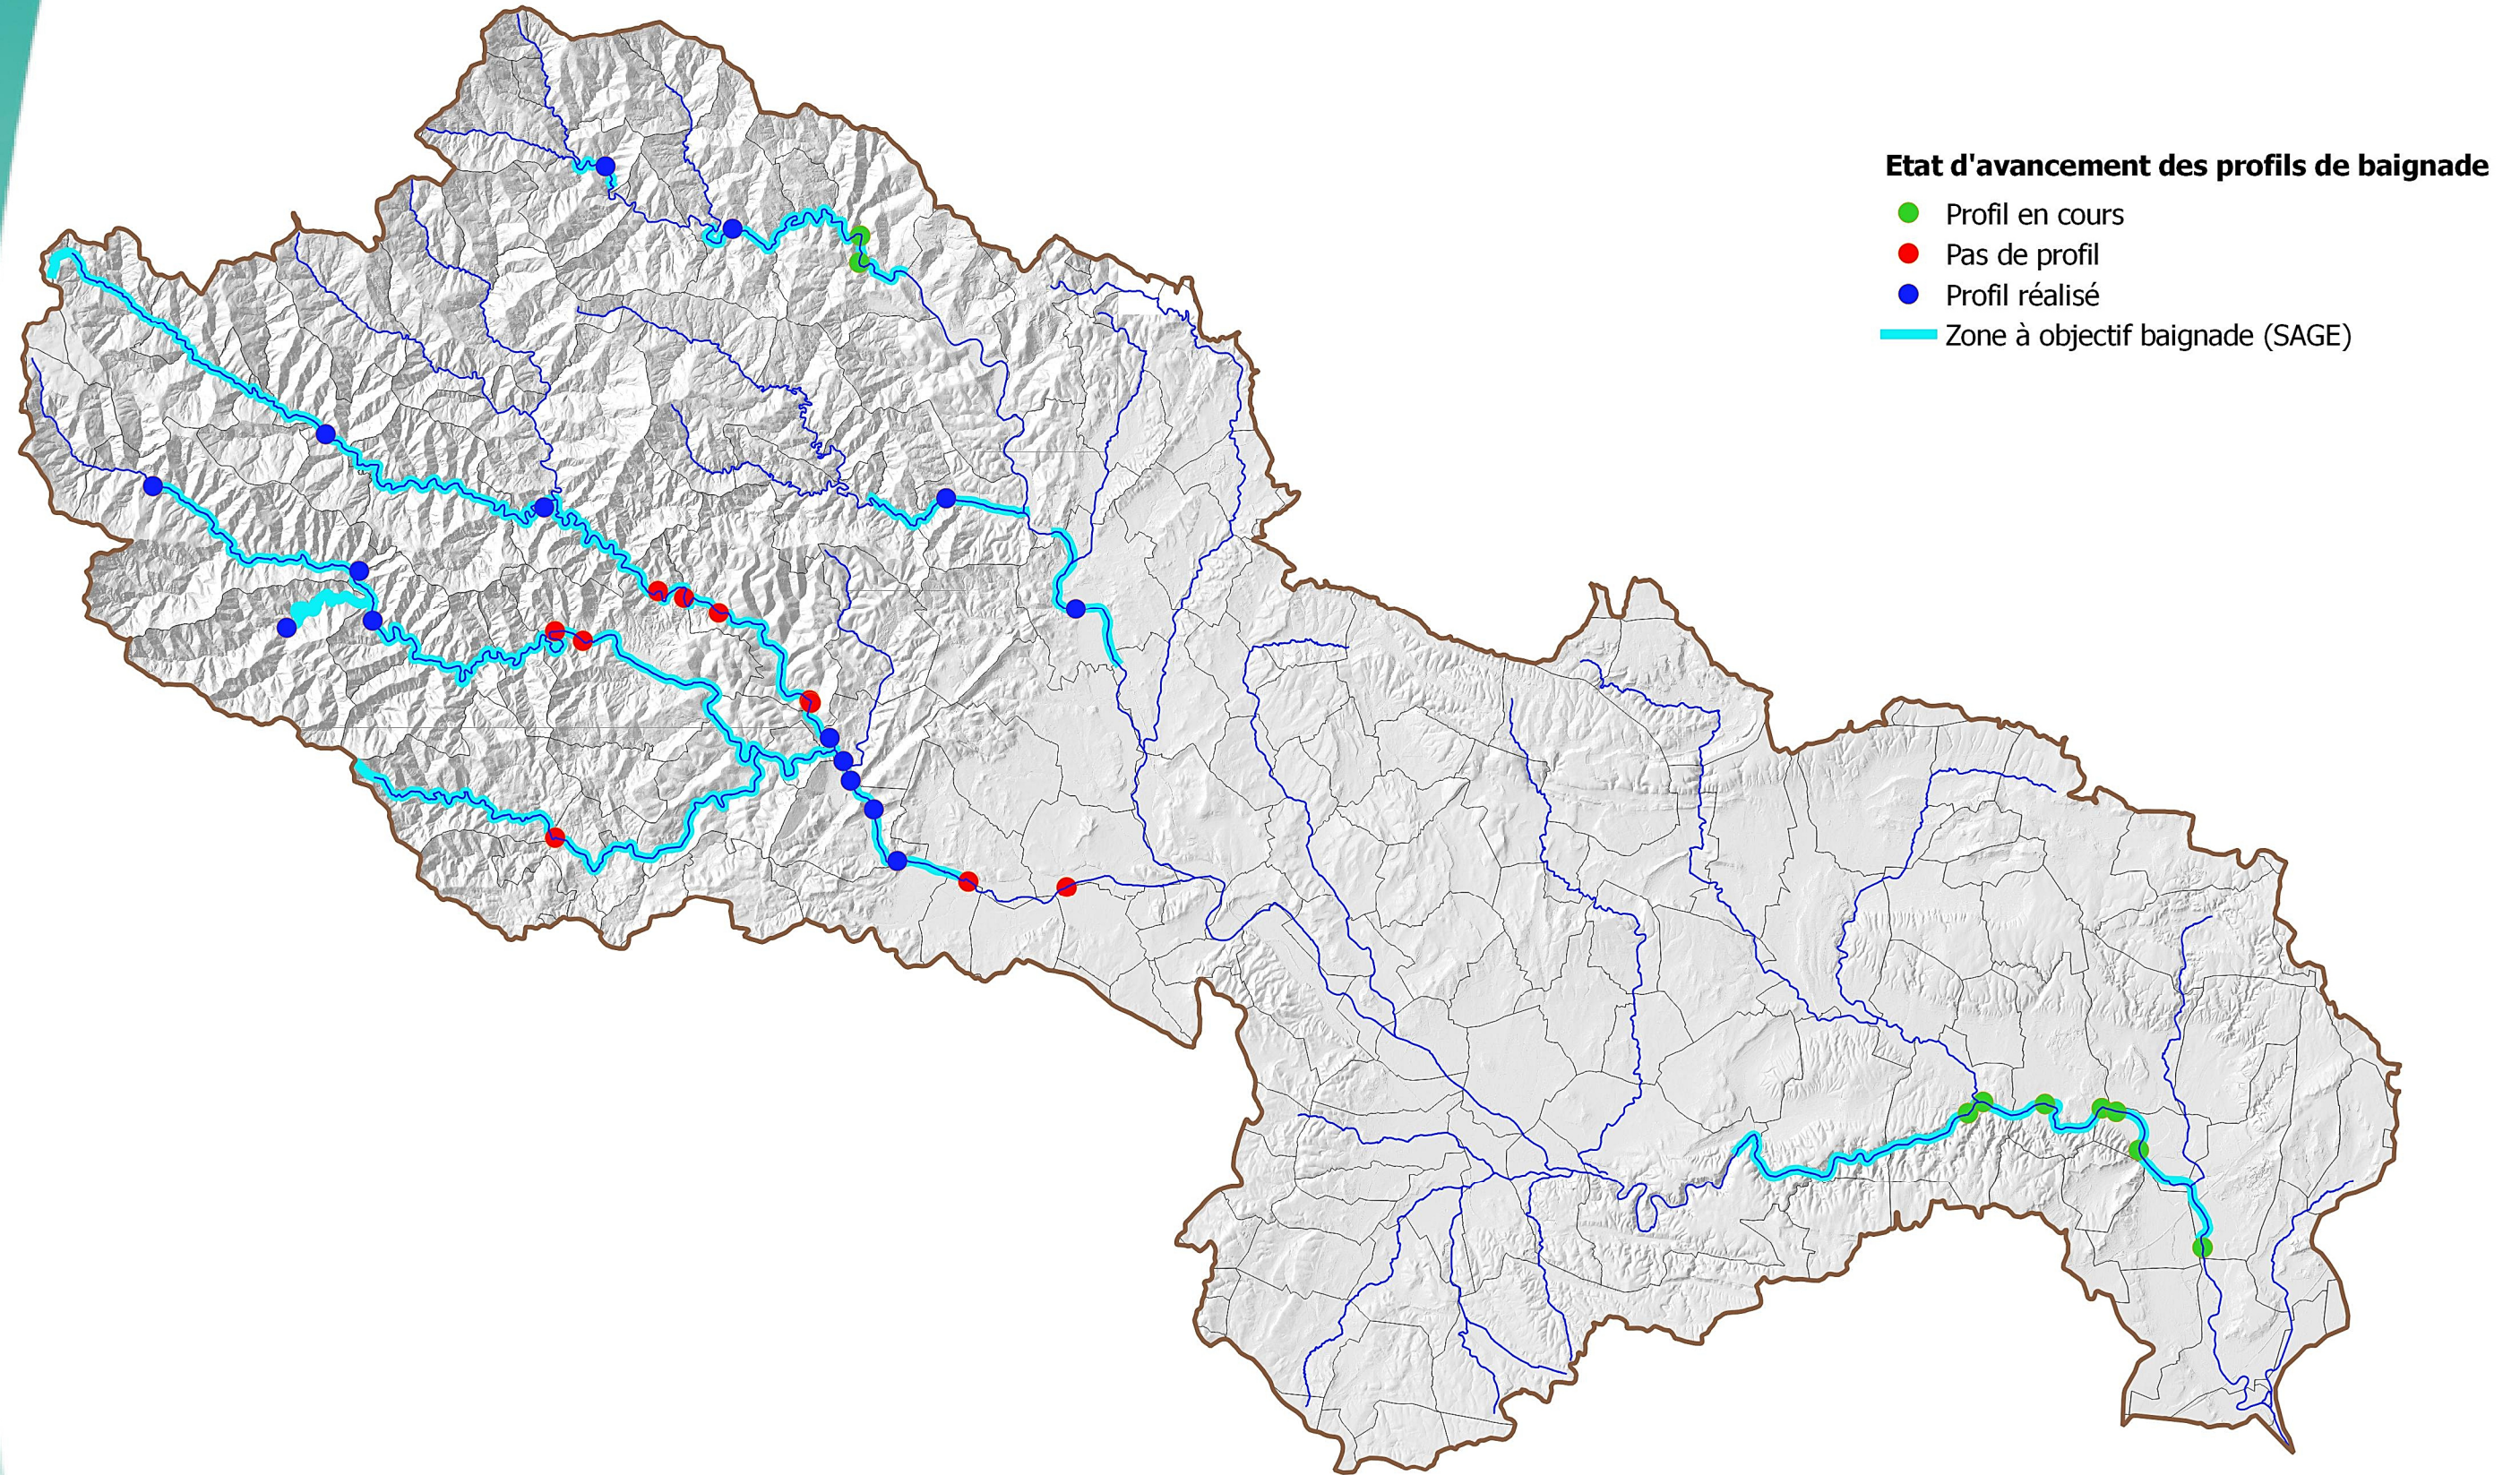 Etat d'avancement des profils de baignade
Profil en cours
Pas de profil
Profil réalisé
Zone à objectif baignade (SAGE)